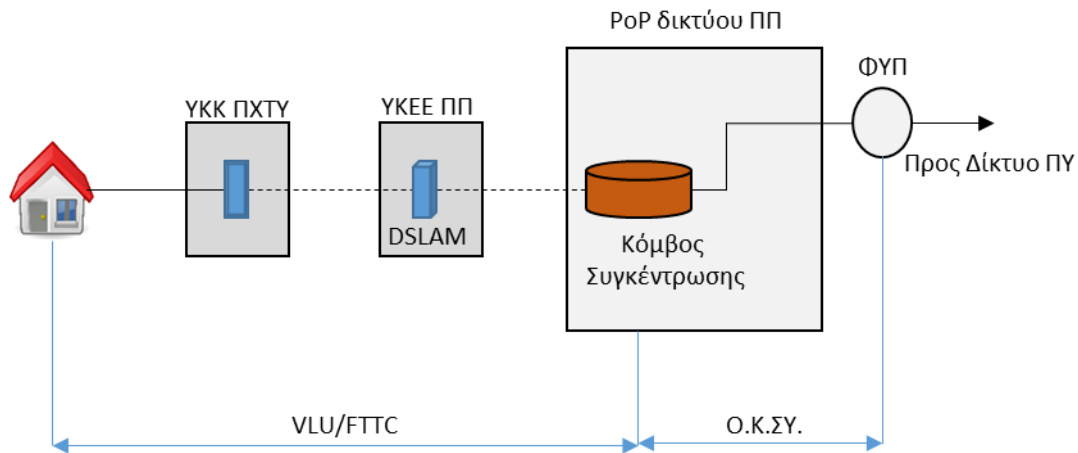 PoP δικτύου ΠΠ
ΦΥΠ
ΥΚΚ ΠΧΤΥ
ΥΚΕΕ ΠΠ
Προς Δίκτυο ΠΥ
DSLAM
Κόμβος
Συγκέντρωσης
VLU/FTTC
Ο.Κ.ΣΥ.